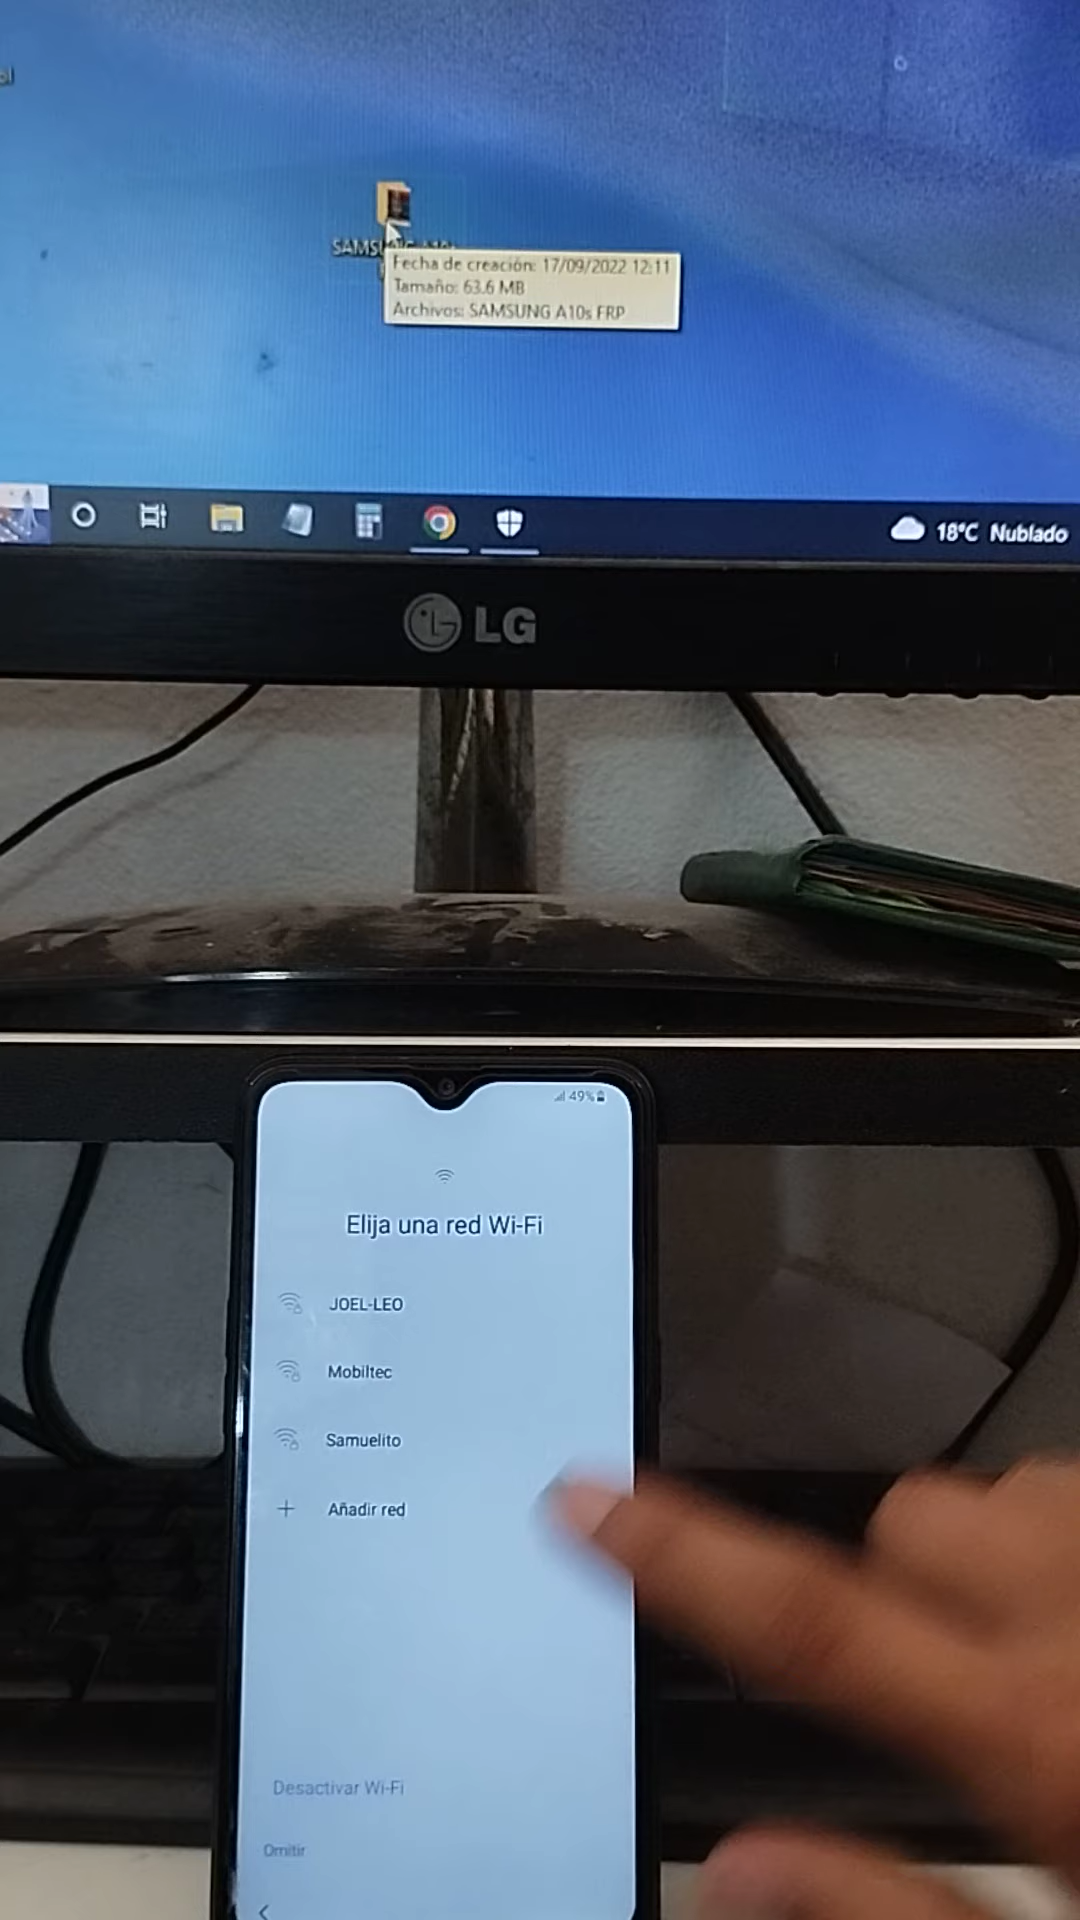 Fecha de creación: 17/09/2022 12:11
Tamaño: 63.6 MB
Archivos: SAMSUNG A10s FRP
18°C Nublado
LG
49%
Elija una red Wi-Fi
JOEL-LEO
Mobiltec
Samuelito
Añadir red
Desactivar Wi-Fi
Omitir